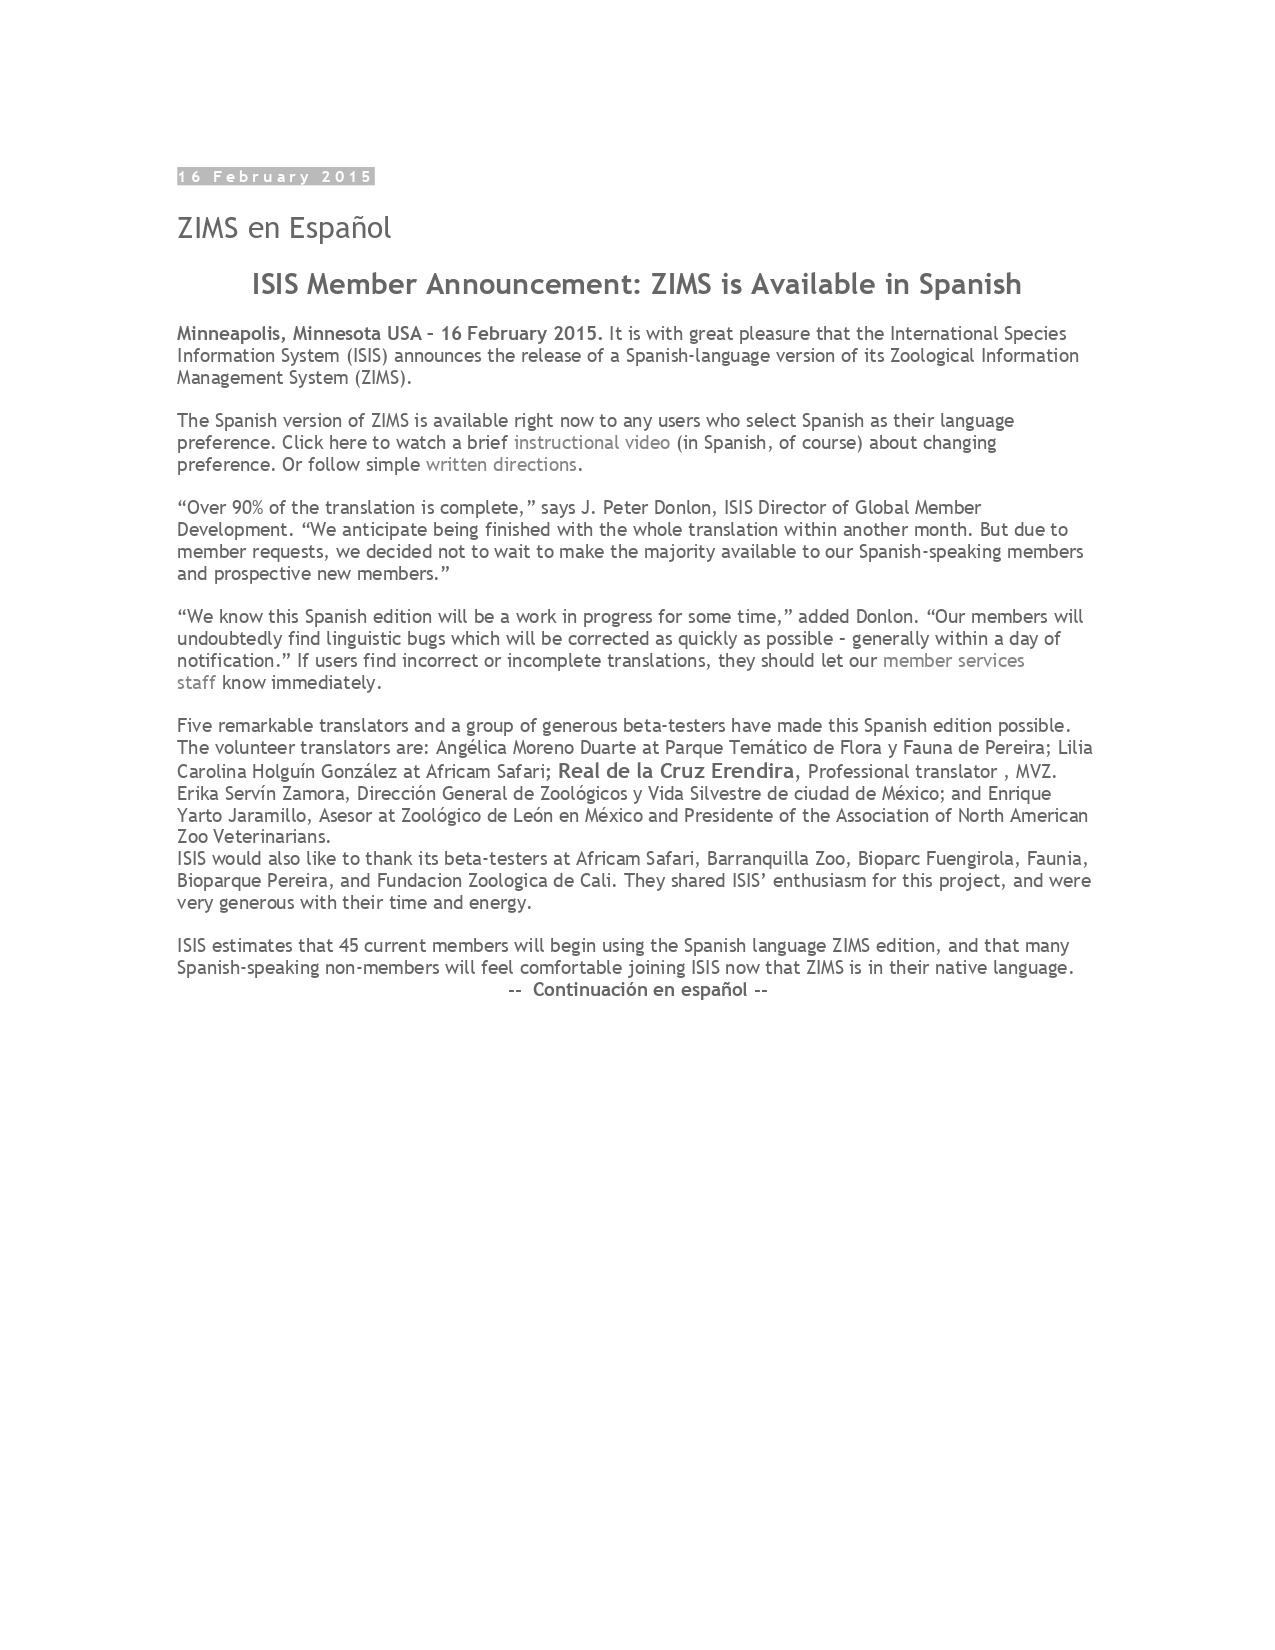 16 February 2015
ZIMS en Español
ISIS Member Announcement: ZIMS is Available in Spanish
Minneapolis, Minnesota USA – 16 February 2015. It is with great pleasure that the International Species
Information System (ISIS) announces the release of a Spanish-language version of its Zoological Information
Management System (ZIMS).
The Spanish version of ZIMS is available right now to any users who select Spanish as their language
preference. Click here to watch a brief instructional video (in Spanish, of course) about changing
preference. Or follow simple written directions.
“Over 90% of the translation is complete,” says J. Peter Donlon, ISIS Director of Global Member
Development. “We anticipate being finished with the whole translation within another month. But due to
member requests, we decided not to wait to make the majority available to our Spanish-speaking members
and prospective new members.”
“We know this Spanish edition will be a work in progress for some time,” added Donlon. “Our members will
undoubtedly find linguistic bugs which will be corrected as quickly as possible – generally within a day of
notification.” If users find incorrect or incomplete translations, they should let our member services
staff know immediately.
Five remarkable translators and a group of generous beta-testers have made this Spanish edition possible.
The volunteer translators are: Angélica Moreno Duarte at Parque Temático de Flora y Fauna de Pereira; Lilia
Carolina Holguín González at Africam Safari; Real de la Cruz Erendira, Professional translator , MVZ.
Erika Servín Zamora, Dirección General de Zoológicos y Vida Silvestre de ciudad de México; and Enrique
Yarto Jaramillo, Asesor at Zoológico de León en México and Presidente of the Association of North American
Zoo Veterinarians.
ISIS would also like to thank its beta-testers at Africam Safari, Barranquilla Zoo, Bioparc Fuengirola, Faunia,
Bioparque Pereira, and Fundacion Zoologica de Cali. They shared ISIS’ enthusiasm for this project, and were
very generous with their time and energy.
ISIS estimates that 45 current members will begin using the Spanish language ZIMS edition, and that many
Spanish-speaking non-members will feel comfortable joining ISIS now that ZIMS is in their native language.
-- Continuación en español --